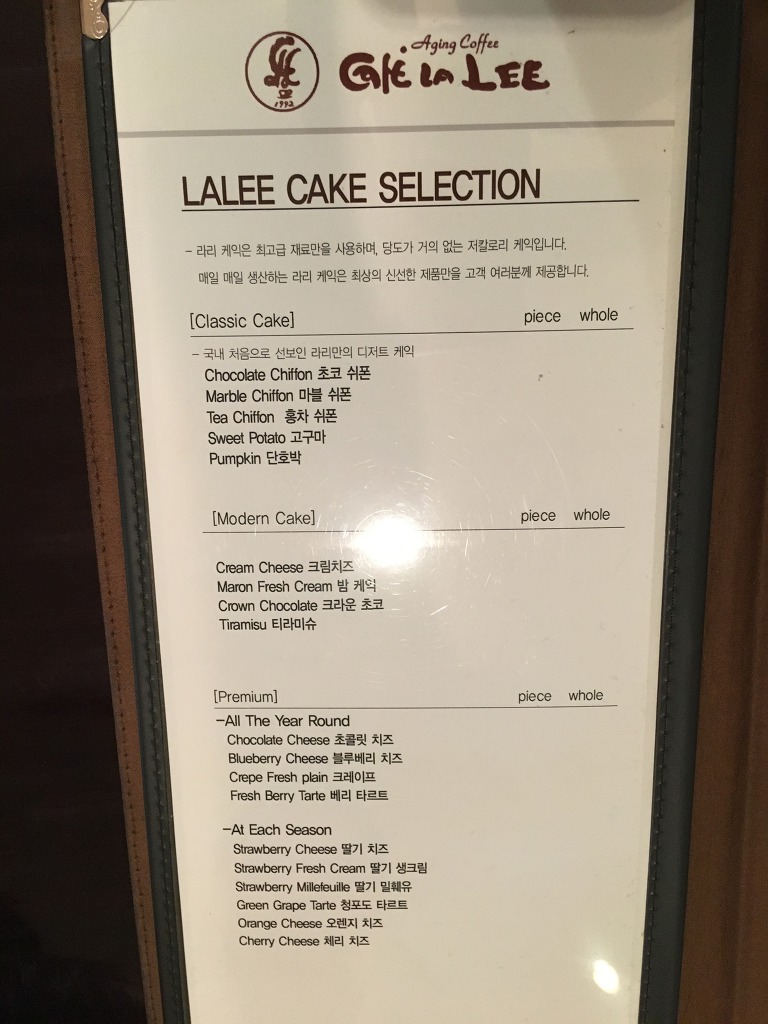 Aging Coffee
Café LA LEE
1992
LALEE CAKE SELECTION
- 라리 케익은 최고급 재료만을 사용하며, 당도가 거의 없는 저칼로리 케익입니다.
매일 매일 생산하는 라리 케익은 최상의 신선한 제품만을 고객 여러분께 제공합니다.
[Classic Cake] piece whole
- 국내 처음으로 선보인 라리만의 디저트 케익
Chocolate Chiffon 초코 쉬폰
Marble Chiffon 마블 쉬폰
Tea Chiffon 홍차 쉬폰
Sweet Potato 고구마
Pumpkin 단호박
[Modern Cake] piece whole
Cream Cheese 크림치즈
Maron Fresh Cream 밤 케익
Crown Chocolate 크라운 초코
Tiramisu 티라미슈
[Premium] piece whole
-All The Year Round
Chocolate Cheese 초콜릿 치즈
Blueberry Cheese 블루베리 치즈
Crepe Fresh plain 크레이프
Fresh Berry Tarte 베리 타르트
-At Each Season
Strawberry Cheese 딸기 치즈
Strawberry Fresh Cream 딸기 생크림
Strawberry Millefeuille 딸기 밀훼유
Green Grape Tarte 청포도 타르트
Orange Cheese 오렌지 치즈
Cherry Cheese 체리 치즈